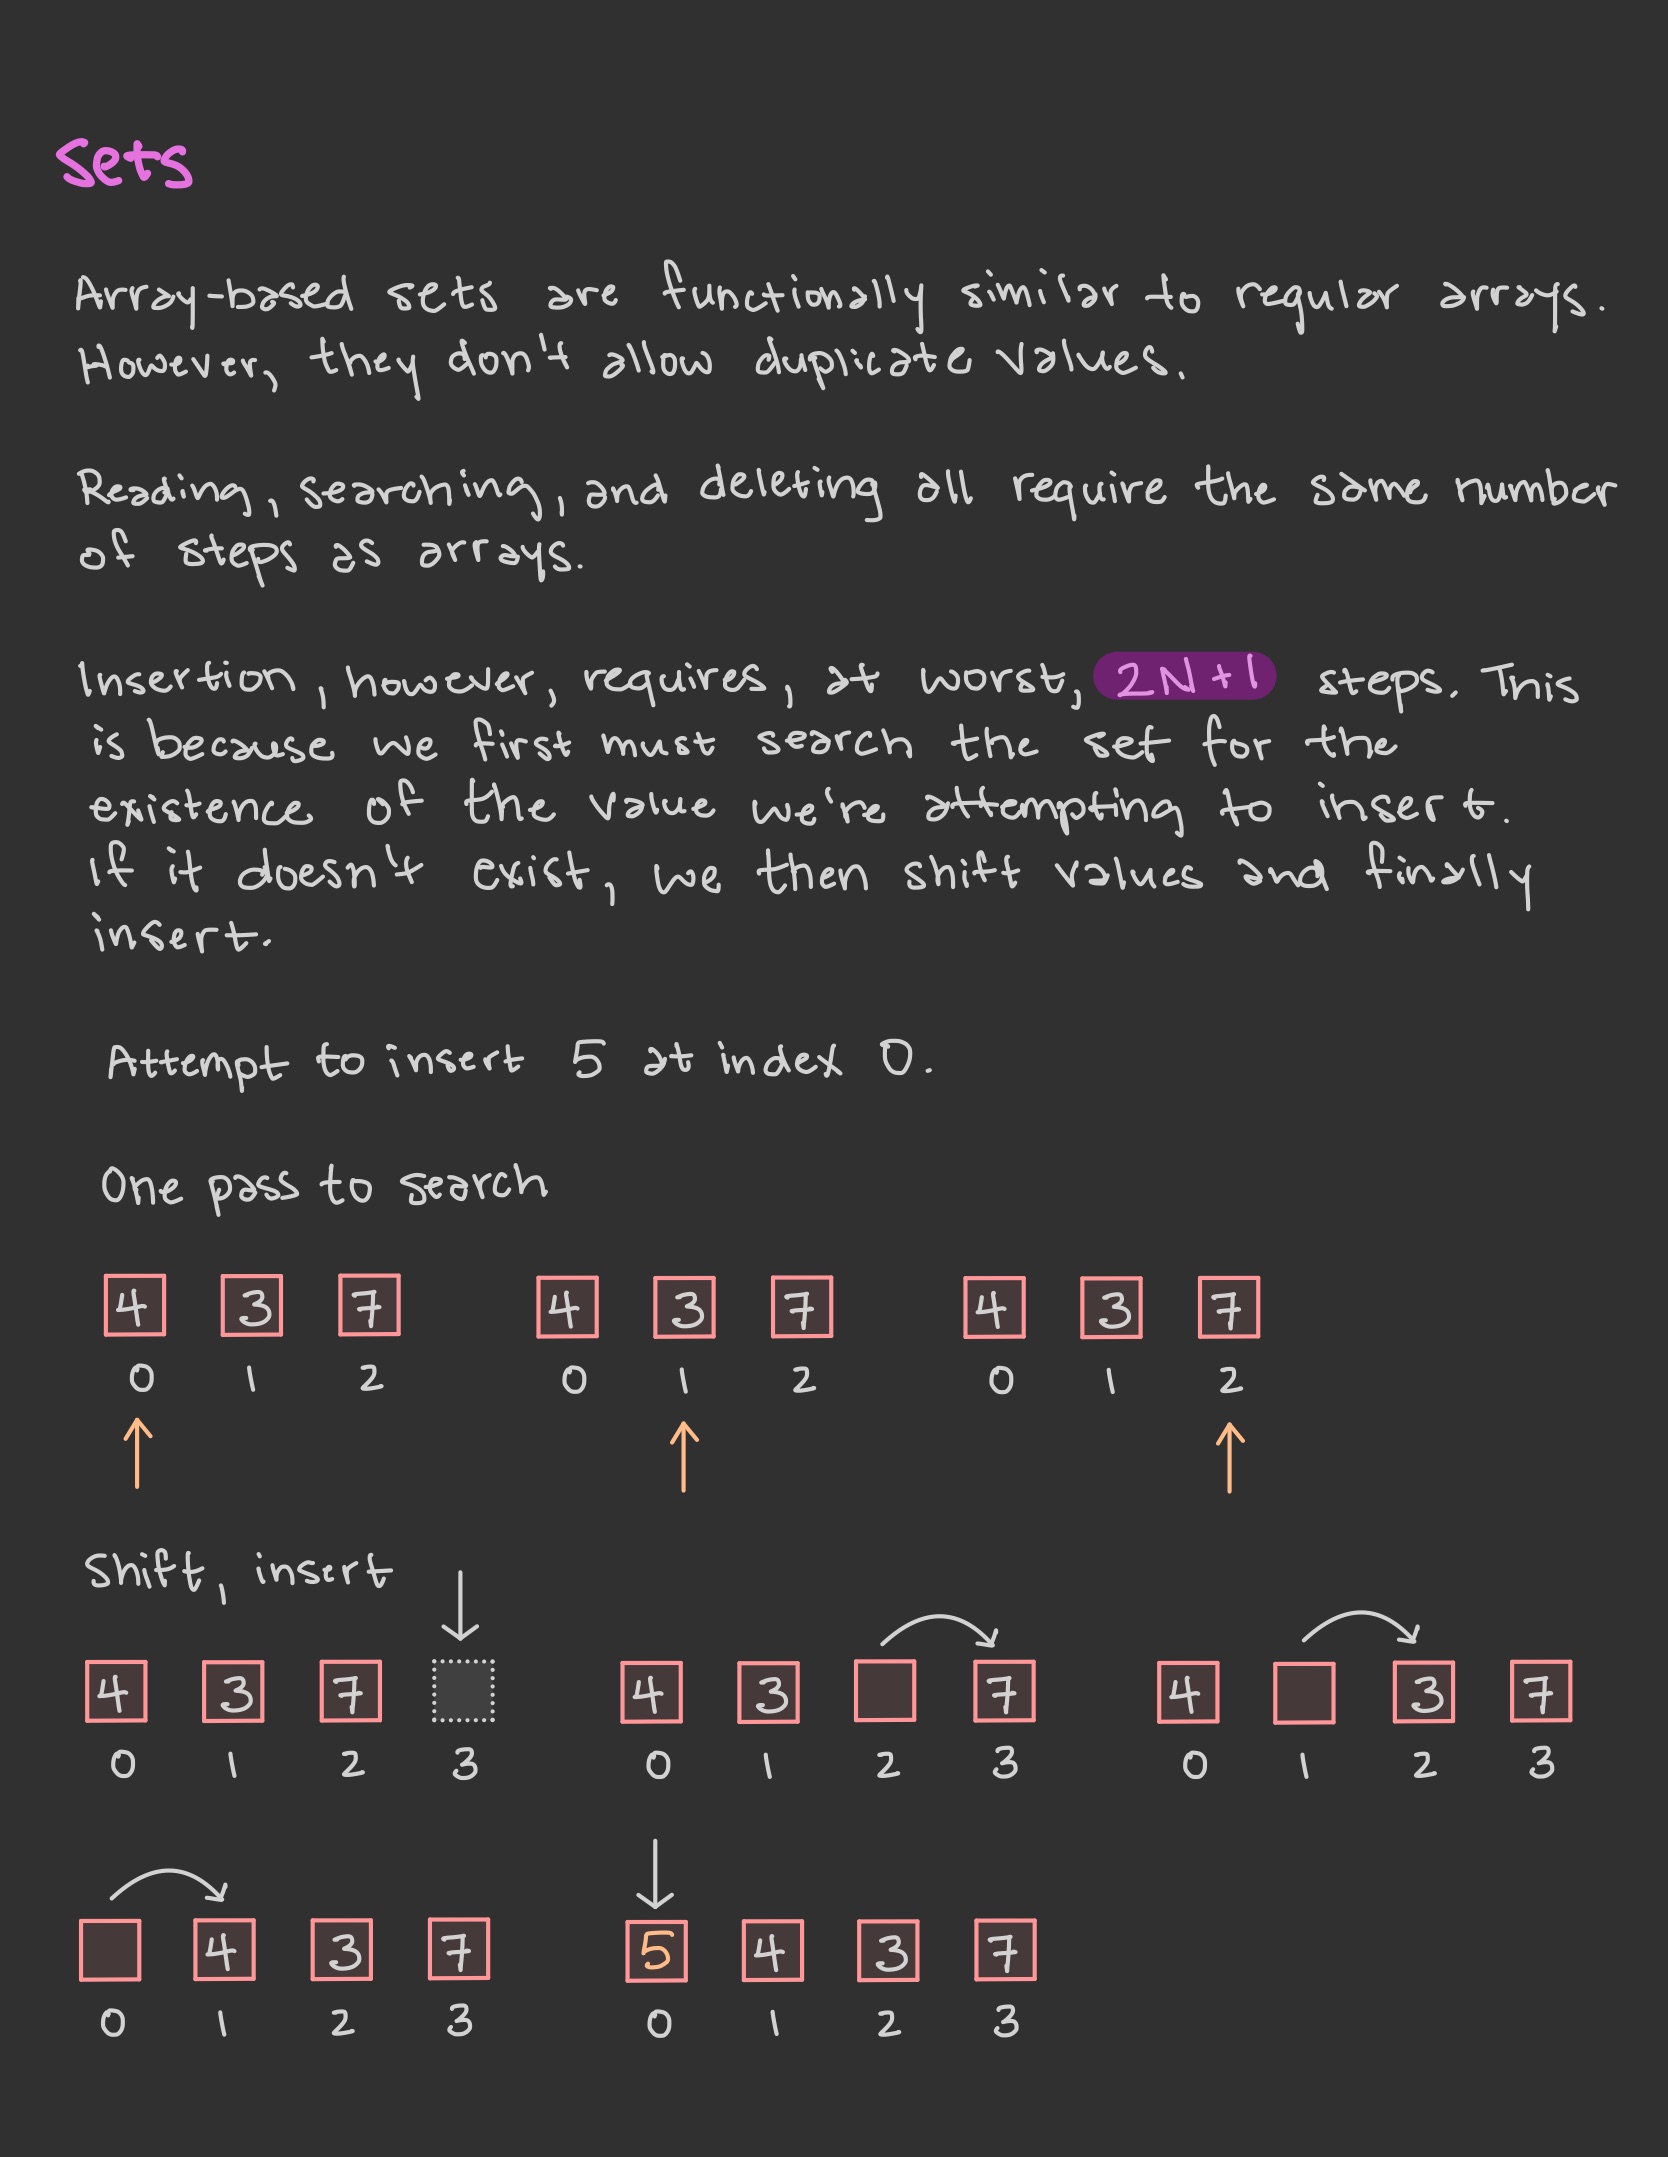 Sets
Array-based sets are functionally similar to regular arrays.
However, they don't allow duplicate values.
Reading, searching, and deleting all require the same number
of steps as arrays.
Insertion, however, requires, at worst, 2N+1 steps. This
is because we first must search the set for the
existence of the value we're attempting to insert.
If it doesn't exist, we then shift values and finally
insert.
Attempt to insert 5 at index 0.
One pass to search
4 3 7 4 3 7 4 3 7
0 1 2 0 1 2 0 1 2
Shift, insert
4 3 7 4 3 7 4 3 7
0 1 2 3 0 1 2 3 0 1 2 3
4 3 7 5 4 3 7
0 1 2 3 0 1 2 3